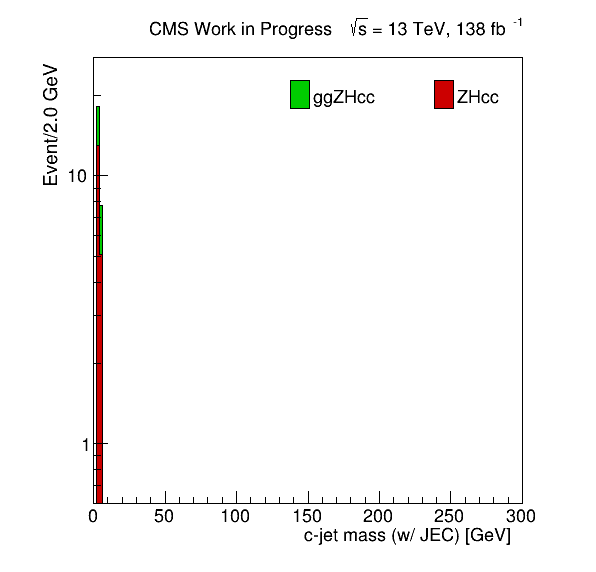 CMS Work in Progress √s = 13 TeV, 138 fb -1
Event/2.0 GeV
ggZHcc
ZHcc
10
1
0 50 100 150 200 250 300
c-jet mass (w/ JEC) [GeV]